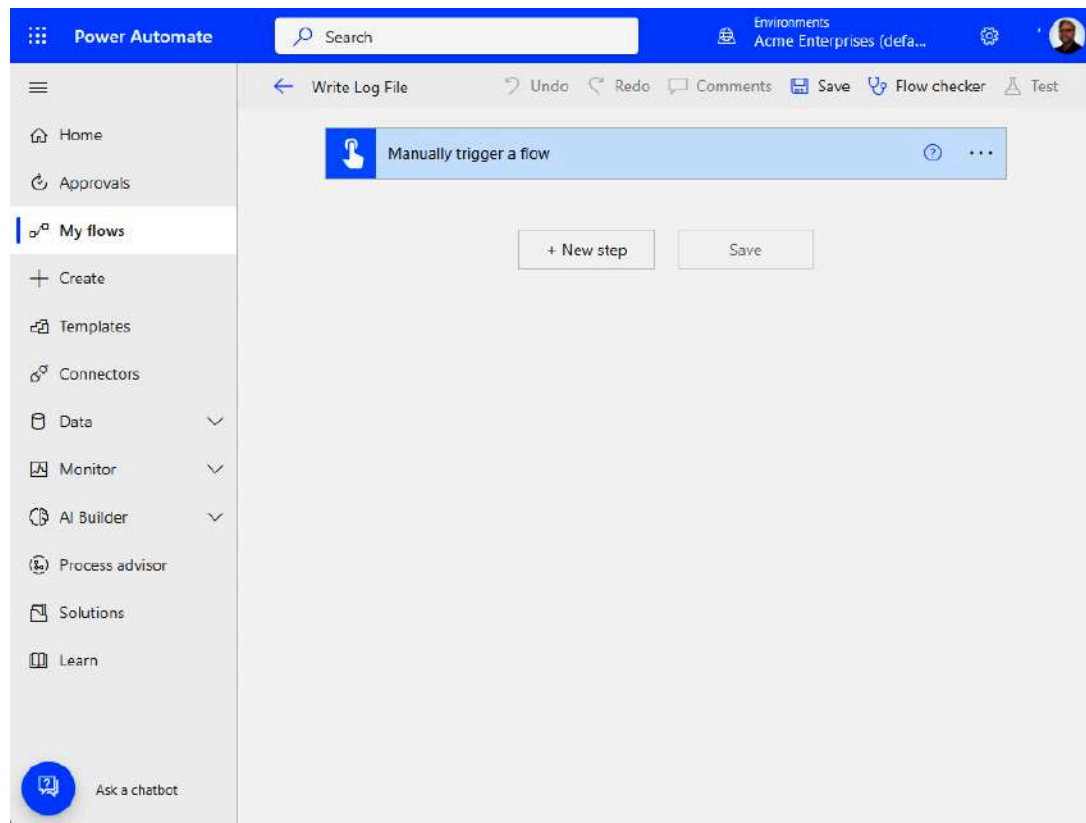 Power Automate
Search
Environments
Acme Enterprises (defa...
Write Log File
Undo
Redo
Comments
Save
Flow checker
Test
Home
Approvals
My flows
Create
Templates
Connectors
Data
Monitor
AI Builder
Process advisor
Solutions
Learn
Ask a chatbot
Manually trigger a flow
?
...
+ New step
Save